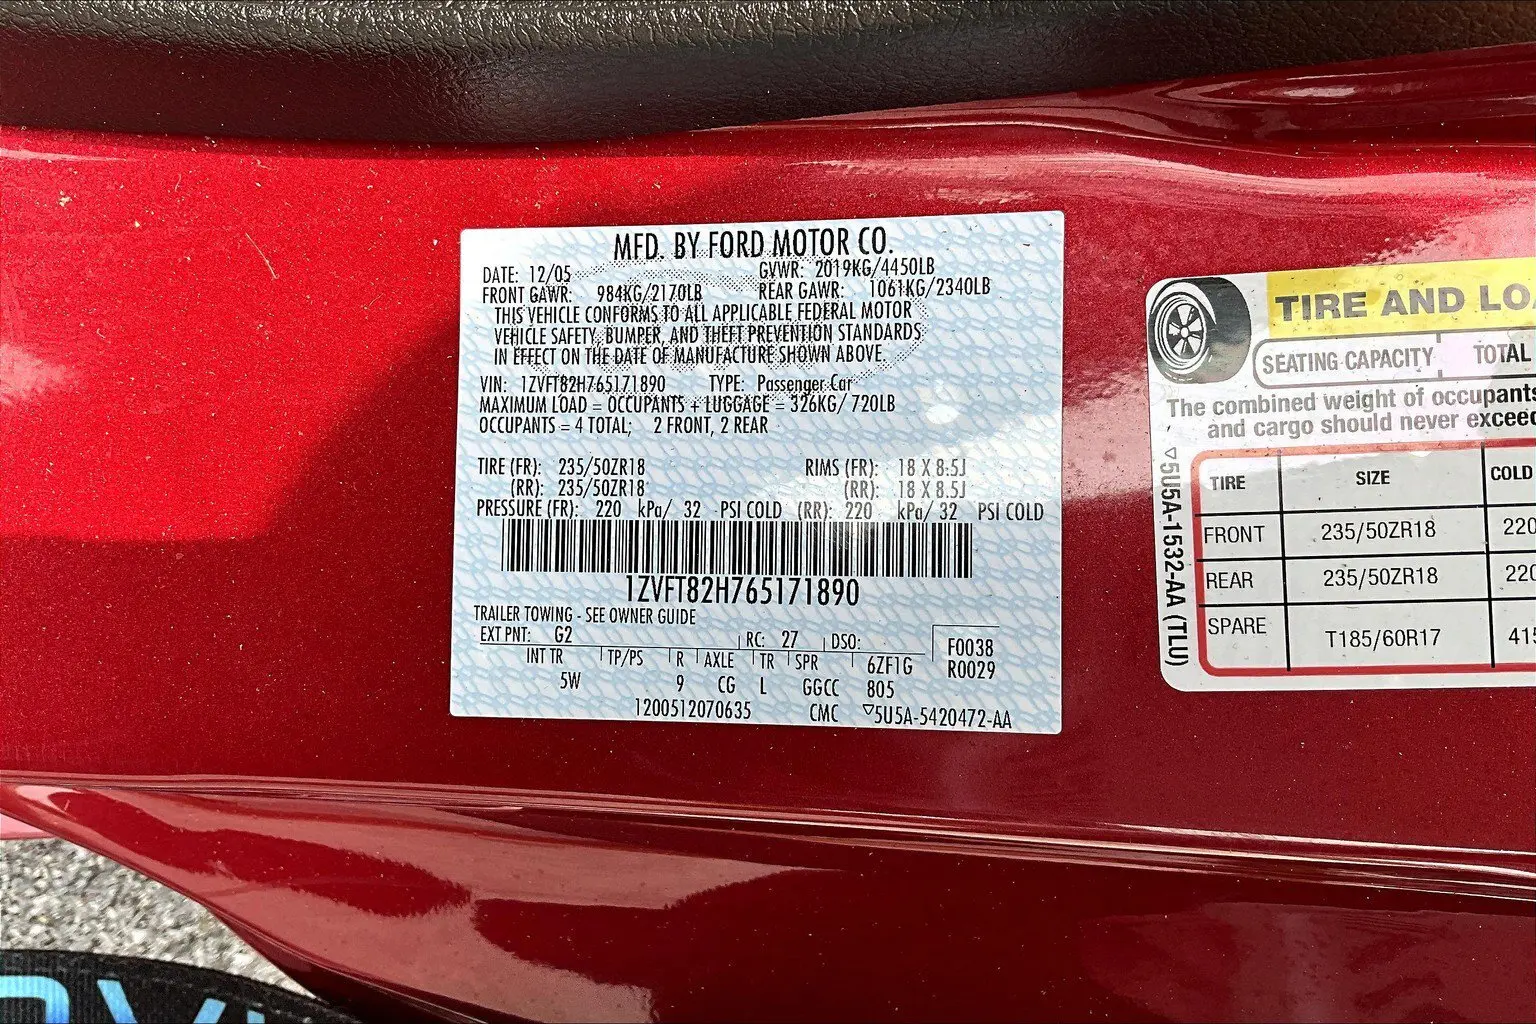 MFD. BY FORD MOTOR CO.
DATE: 12/05 GVWR: 2019KG/4450LB
FRONT GAWR: 984KG/2170LB REAR GAWR: 1061KG/2340LB
THIS VEHICLE CONFORMS TO ALL APPLICABLE FEDERAL MOTOR
VEHICLE SAFETY, BUMPER, AND THEFT PREVENTION STANDARDS
IN EFFECT ON THE DATE OF MANUFACTURE SHOWN ABOVE.
VIN: 1ZVFT82H765171890 TYPE: Passenger Car
MAXIMUM LOAD = OCCUPANTS + LUGGAGE = 326KG/ 720LB
OCCUPANTS = 4 TOTAL; 2 FRONT, 2 REAR
TIRE (FR): 235/50ZR18 RIMS (FR): 18 X 8.5J
(RR): 235/50ZR18 (RR): 18 X 8.5J
PRESSURE (FR): 220 kPa/ 32 PSI COLD (RR): 220 kPa/ 32 PSI COLD
1ZVFT82H765171890
TRAILER TOWING - SEE OWNER GUIDE
EXT PNT: G2 RC: 27 DSO: F0038
INT TR TP/PS R AXLE TR SPR 6ZF1G R0029
5W 9 CG L GGCC 805
1200512070635 CMC ▽5U5A-5420472-AA
TIRE AND LO
SEATING CAPACITY TOTAL
The combined weight of occupants
and cargo should never exceed
TIRE SIZE COLD
FRONT 235/50ZR18 220
REAR 235/50ZR18 220
SPARE T185/60R17 415
▽5U5A-1532-AA (TLU)